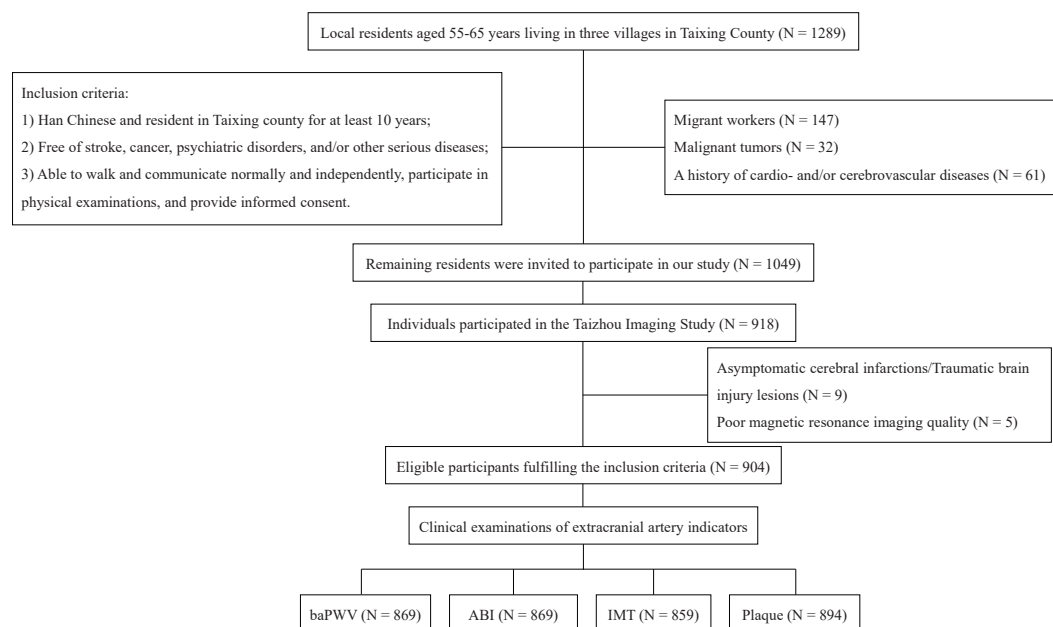 Local residents aged 55-65 years living in three villages in Taixing County (N = 1289)
Inclusion criteria:
1) Han Chinese and resident in Taixing county for at least 10 years;
2) Free of stroke, cancer, psychiatric disorders, and/or other serious diseases;
3) Able to walk and communicate normally and independently, participate in
physical examinations, and provide informed consent.
Migrant workers (N = 147)
Malignant tumors (N = 32)
A history of cardio- and/or cerebrovascular diseases (N = 61)
Remaining residents were invited to participate in our study (N = 1049)
Individuals participated in the Taizhou Imaging Study (N = 918)
Asymptomatic cerebral infarctions/Traumatic brain
injury lesions (N = 9)
Poor magnetic resonance imaging quality (N = 5)
Eligible participants fulfilling the inclusion criteria (N = 904)
Clinical examinations of extracranial artery indicators
baPWV (N = 869)
ABI (N = 869)
IMT (N = 859)
Plaque (N = 894)